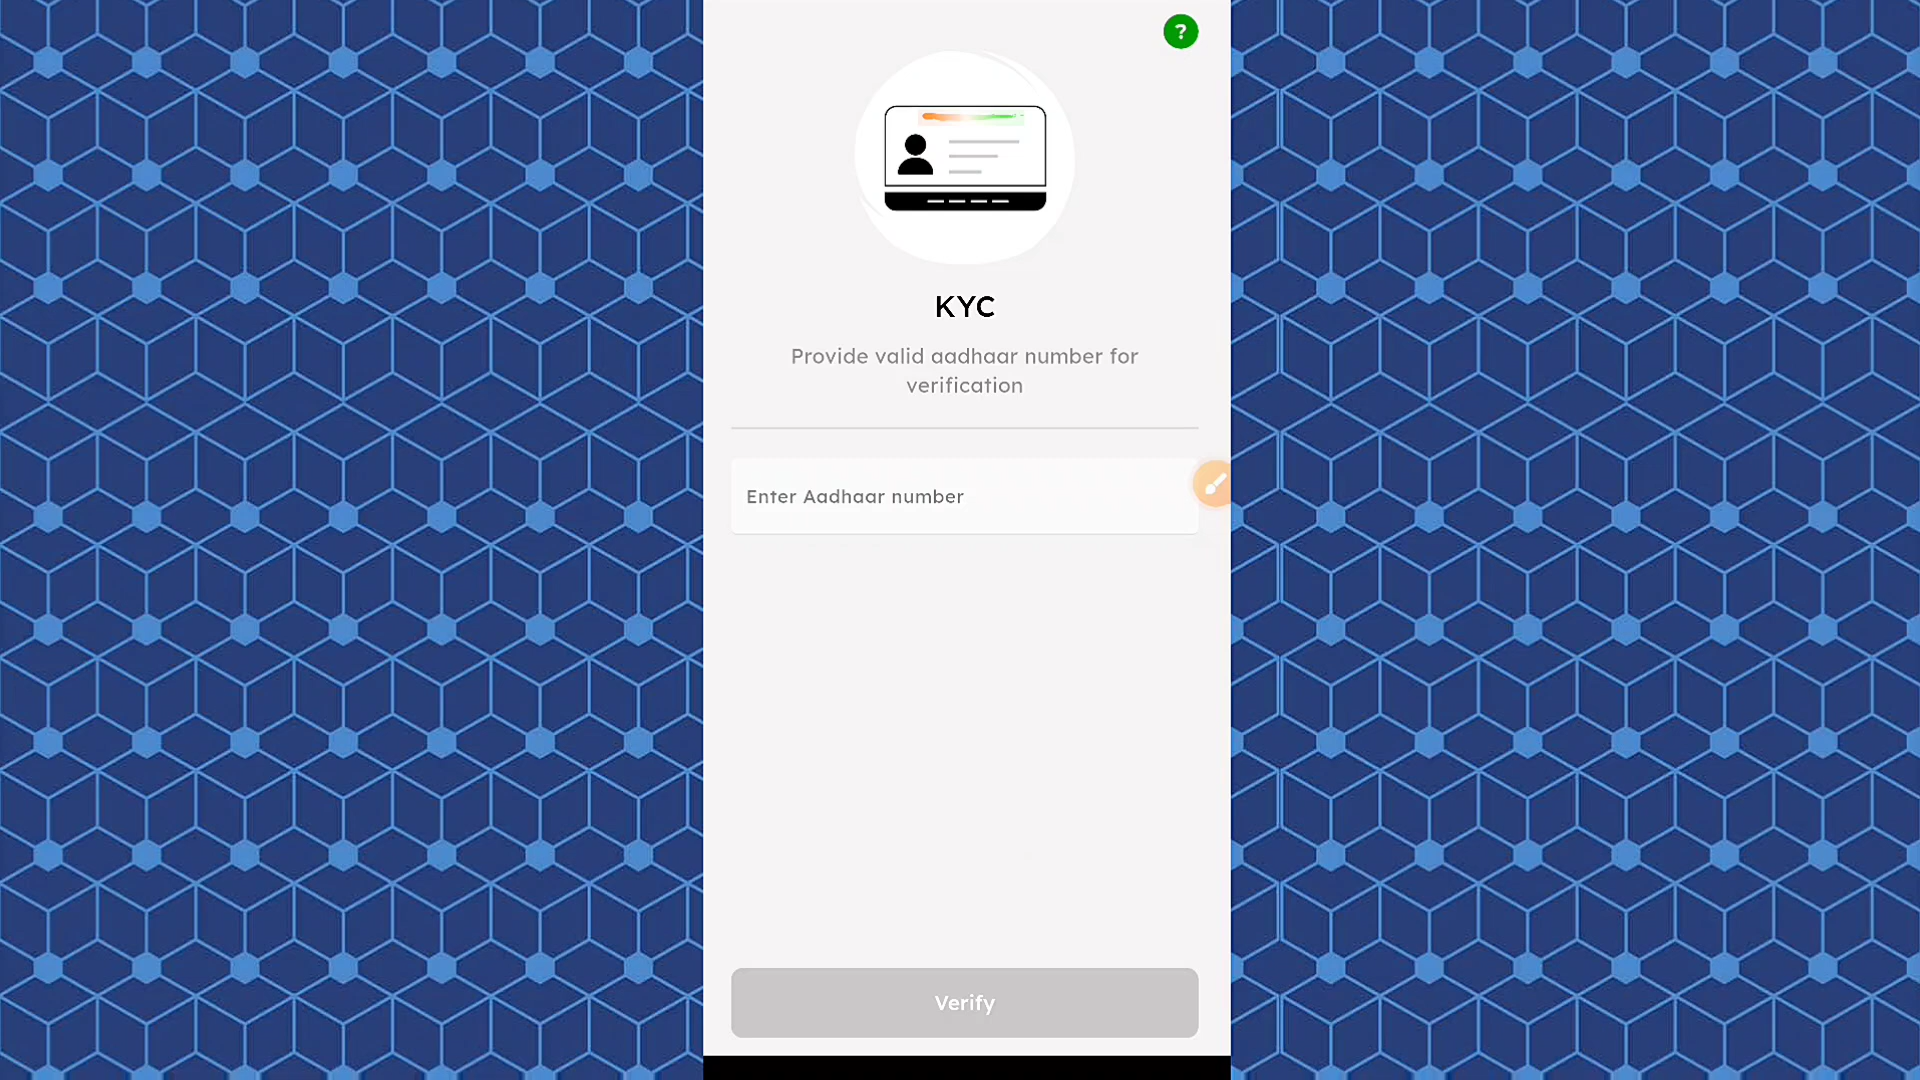 ?
KYC
Provide valid aadhaar number for
verification
Enter Aadhaar number
Verify